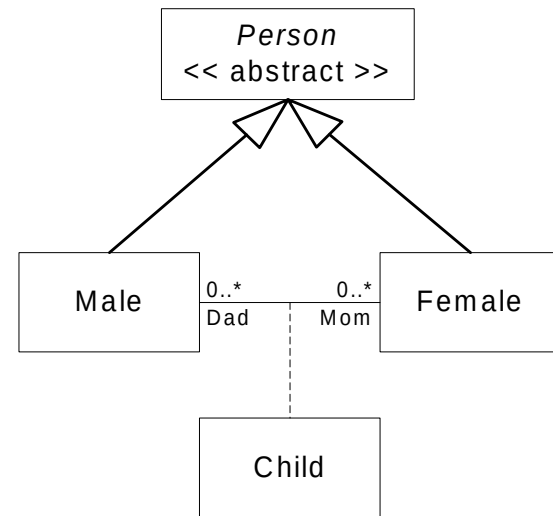 Person
<< abstract >>
Male
0..*
Dad
0..*
Mom
Female
Child